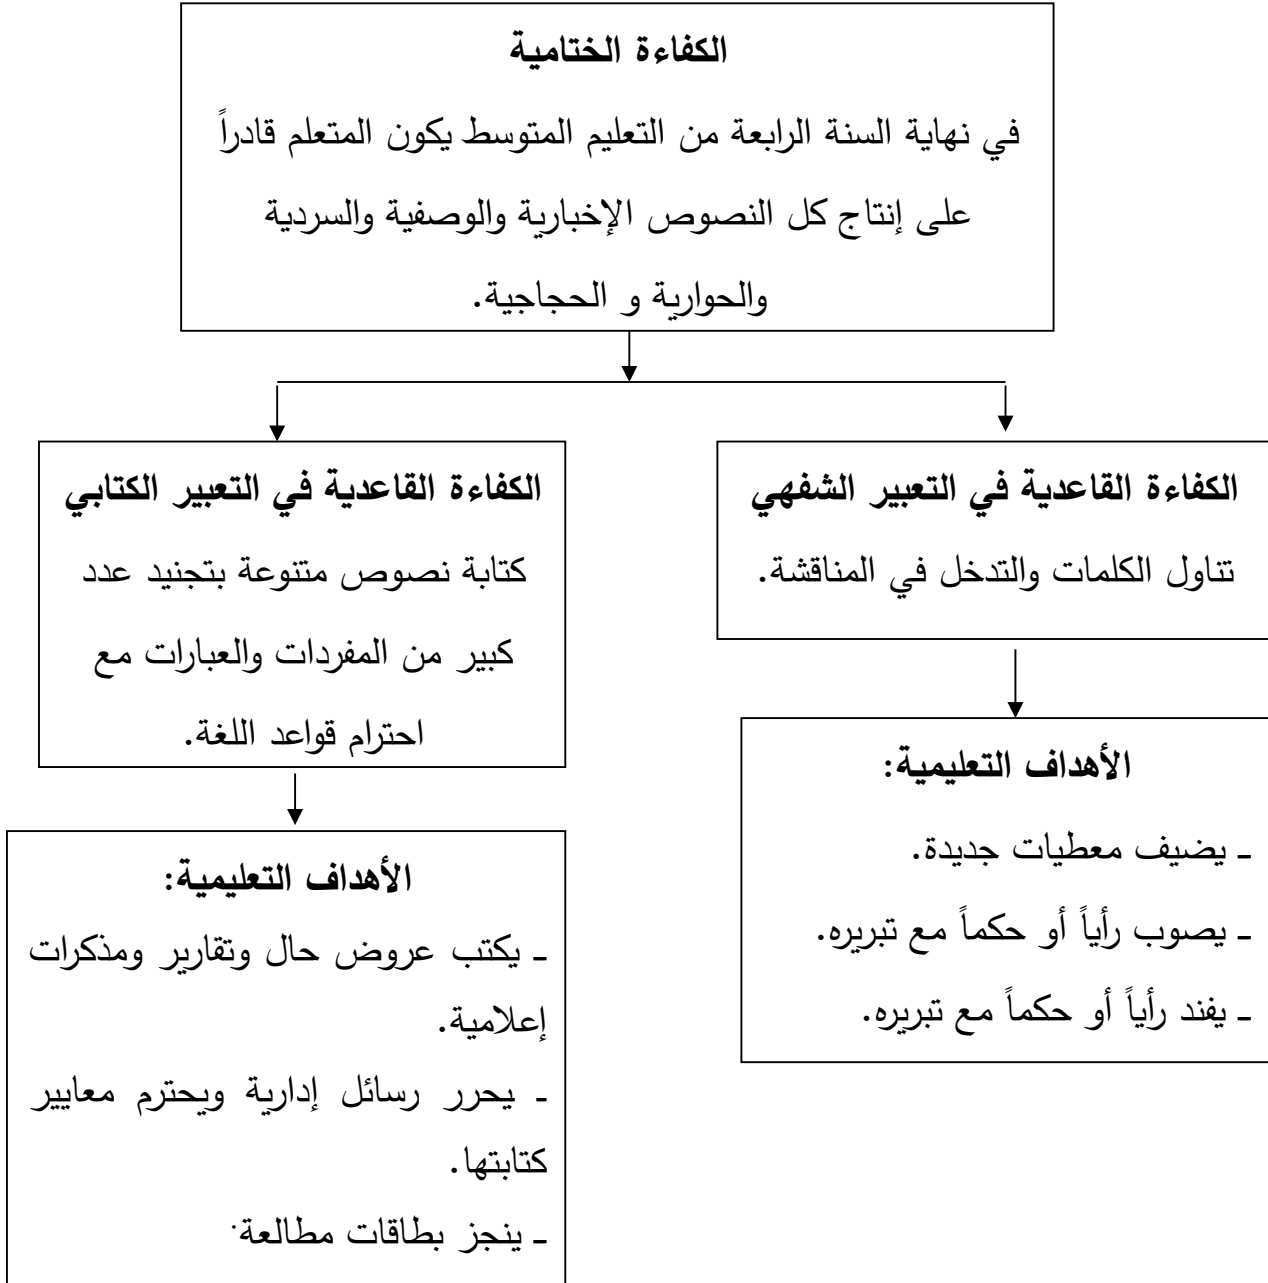 الكفاءة الختامية
في نهاية السنة الرابعة من التعليم المتوسط يكون المتعلم قادراً
على إنتاج كل النصوص الإخبارية والوصفية والسردية
والحوارية و الحجاجية.
الكفاءة القاعدية في التعبير الشفهي
تناول الكلمات والتدخل في المناقشة.
الأهداف التعليمية:
ـ يضيف معطيات جديدة.
ـ يصوب رأياً أو حكماً مع تبريره.
ـ يفند رأياً أو حكماً مع تبريره.
الكفاءة القاعدية في التعبير الكتابي
كتابة نصوص متنوعة بتجنيد عدد
كبير من المفردات والعبارات مع
احترام قواعد اللغة.
الأهداف التعليمية:
ـ يكتب عروض حال وتقارير ومذكرات
إعلامية.
ـ يحرر رسائل إدارية ويحترم معايير
كتابتها.
ـ ينجز بطاقات مطالعة.